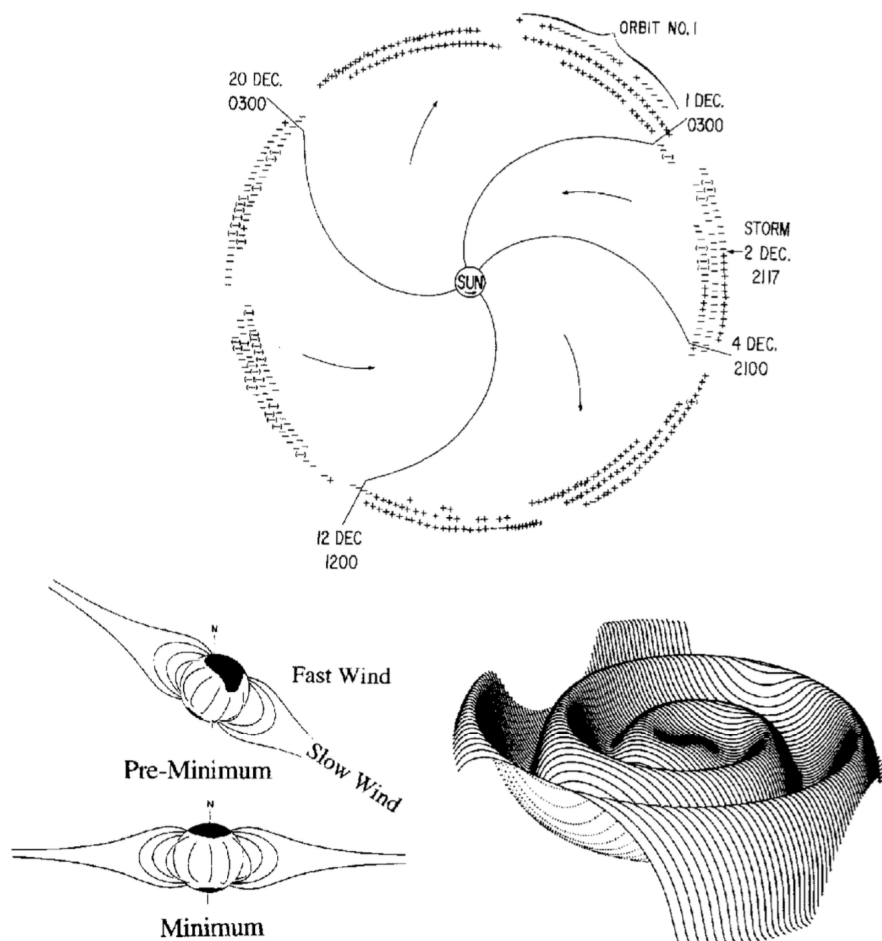 ORBIT NO. 1
20 DEC.
0300
1 DEC.
0300
STORM
2 DEC.
2117
SUN
4 DEC.
2100
12 DEC
1200
N
Fast Wind
Slow Wind
Pre-Minimum
N
Minimum